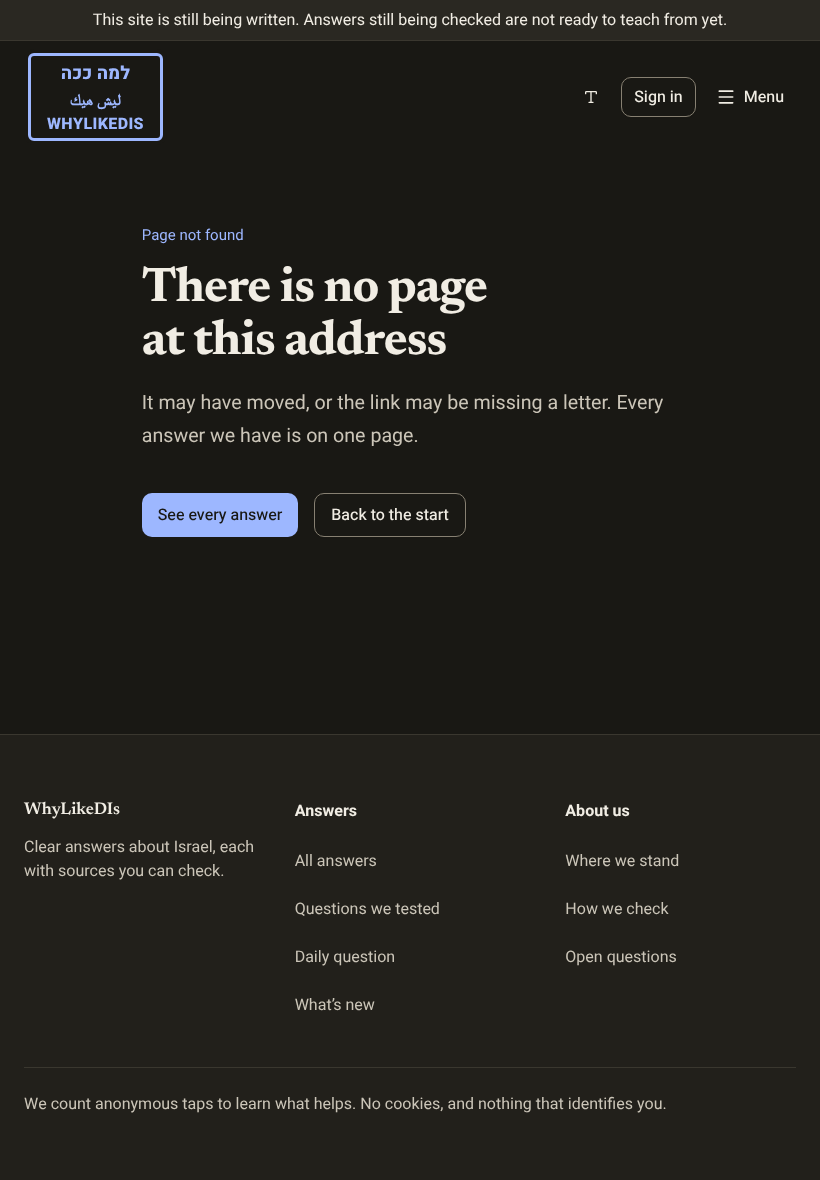 This site is still being written. Answers still being checked are not ready to teach from yet.
למה ככה
ليش هيك
WHYLIKEDIS
T
Sign in
Menu
Page not found
There is no page
at this address
It may have moved, or the link may be missing a letter. Every
answer we have is on one page.
See every answer
Back to the start
WhyLikeDIs
Clear answers about Israel, each
with sources you can check.
Answers
All answers
Questions we tested
Daily question
What's new
About us
Where we stand
How we check
Open questions
We count anonymous taps to learn what helps. No cookies, and nothing that identifies you.